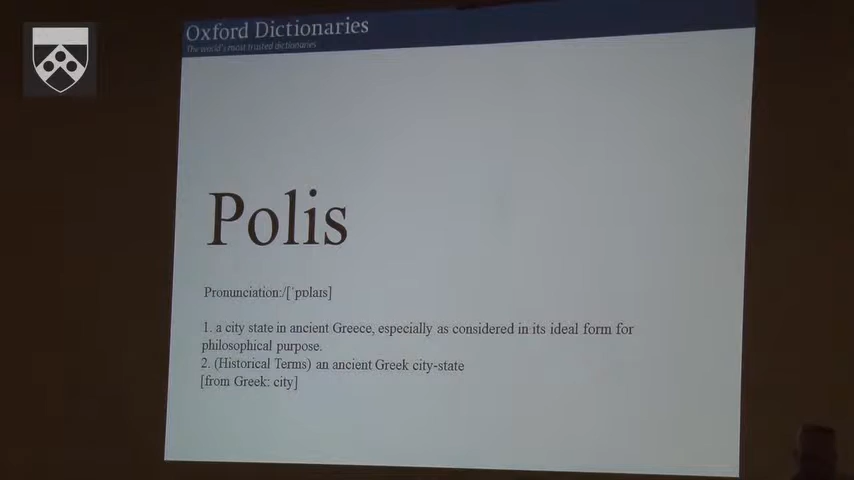 Oxford Dictionaries
The world's most trusted dictionaries
Polis
Pronunciation:/[ˈpɒlaɪs]
1. a city state in ancient Greece, especially as considered in its ideal form for
philosophical purpose.
2. (Historical Terms) an ancient Greek city-state
[from Greek: city]